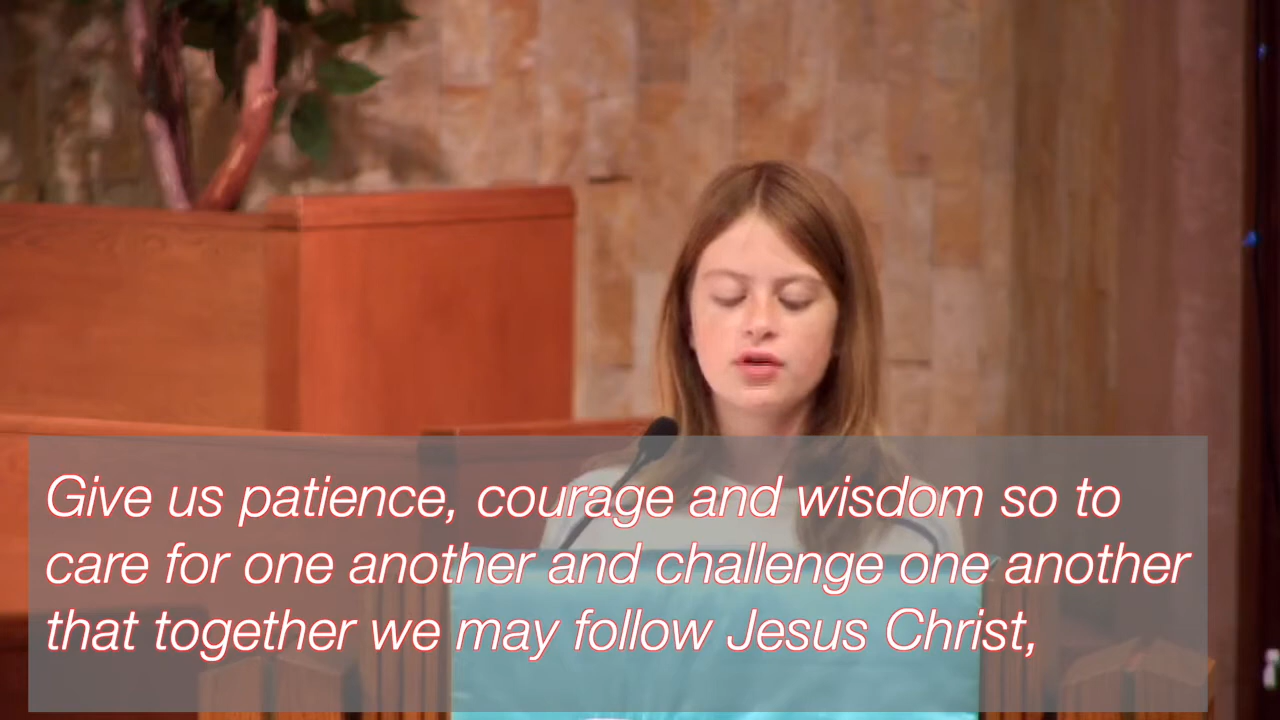 Give us patience, courage and wisdom so to
care for one another and challenge one another
that together we may follow Jesus Christ,